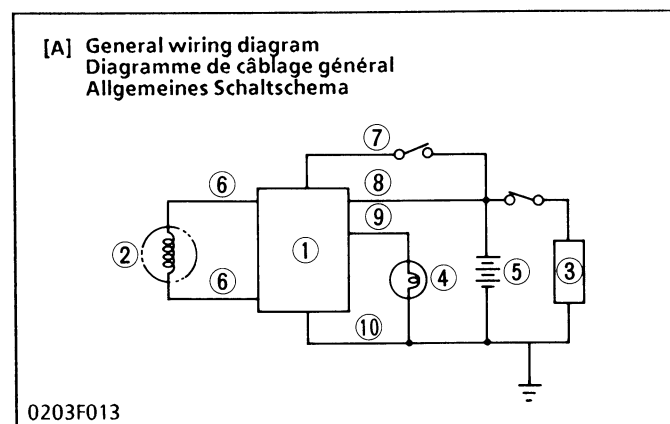 [A] General wiring diagram
Diagramme de câblage général
Allgemeines Schaltschema
⑦
⑥ ⑧
⑨
② ① ④ ⑤ ③
⑥
⑩
0203F013